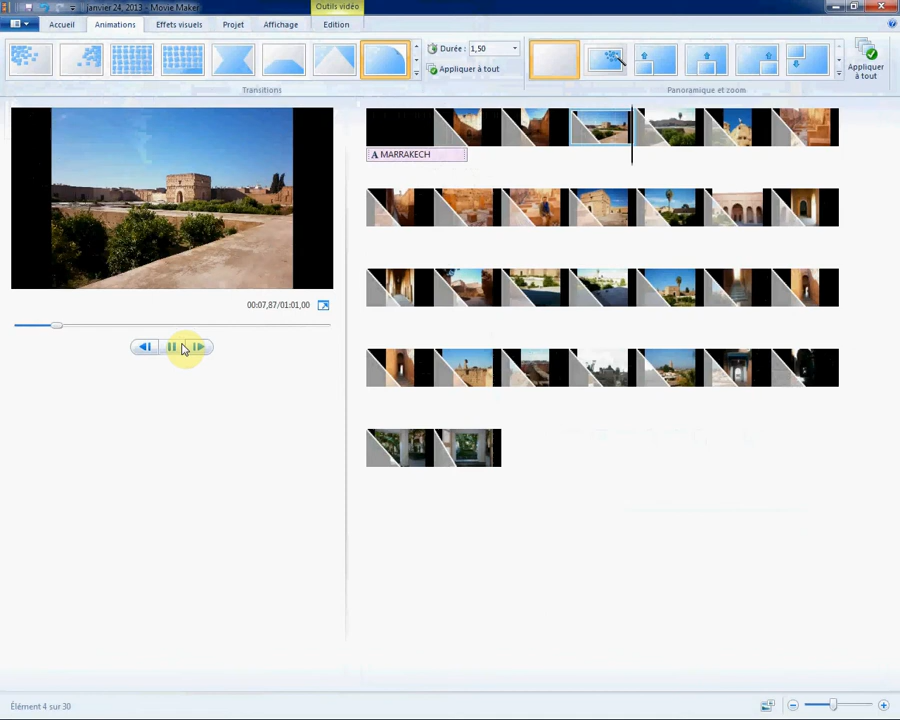 janvier 24, 2013 - Movie Maker
Outils vidéo
Accueil
Animations
Effets visuels
Projet
Affichage
Edition
Durée :
1,50
Appliquer à tout
Transitions
Panoramique et zoom
Appliquer
à tout
A MARRAKECH
00:07,87/01:01,00
Élément 4 sur 30